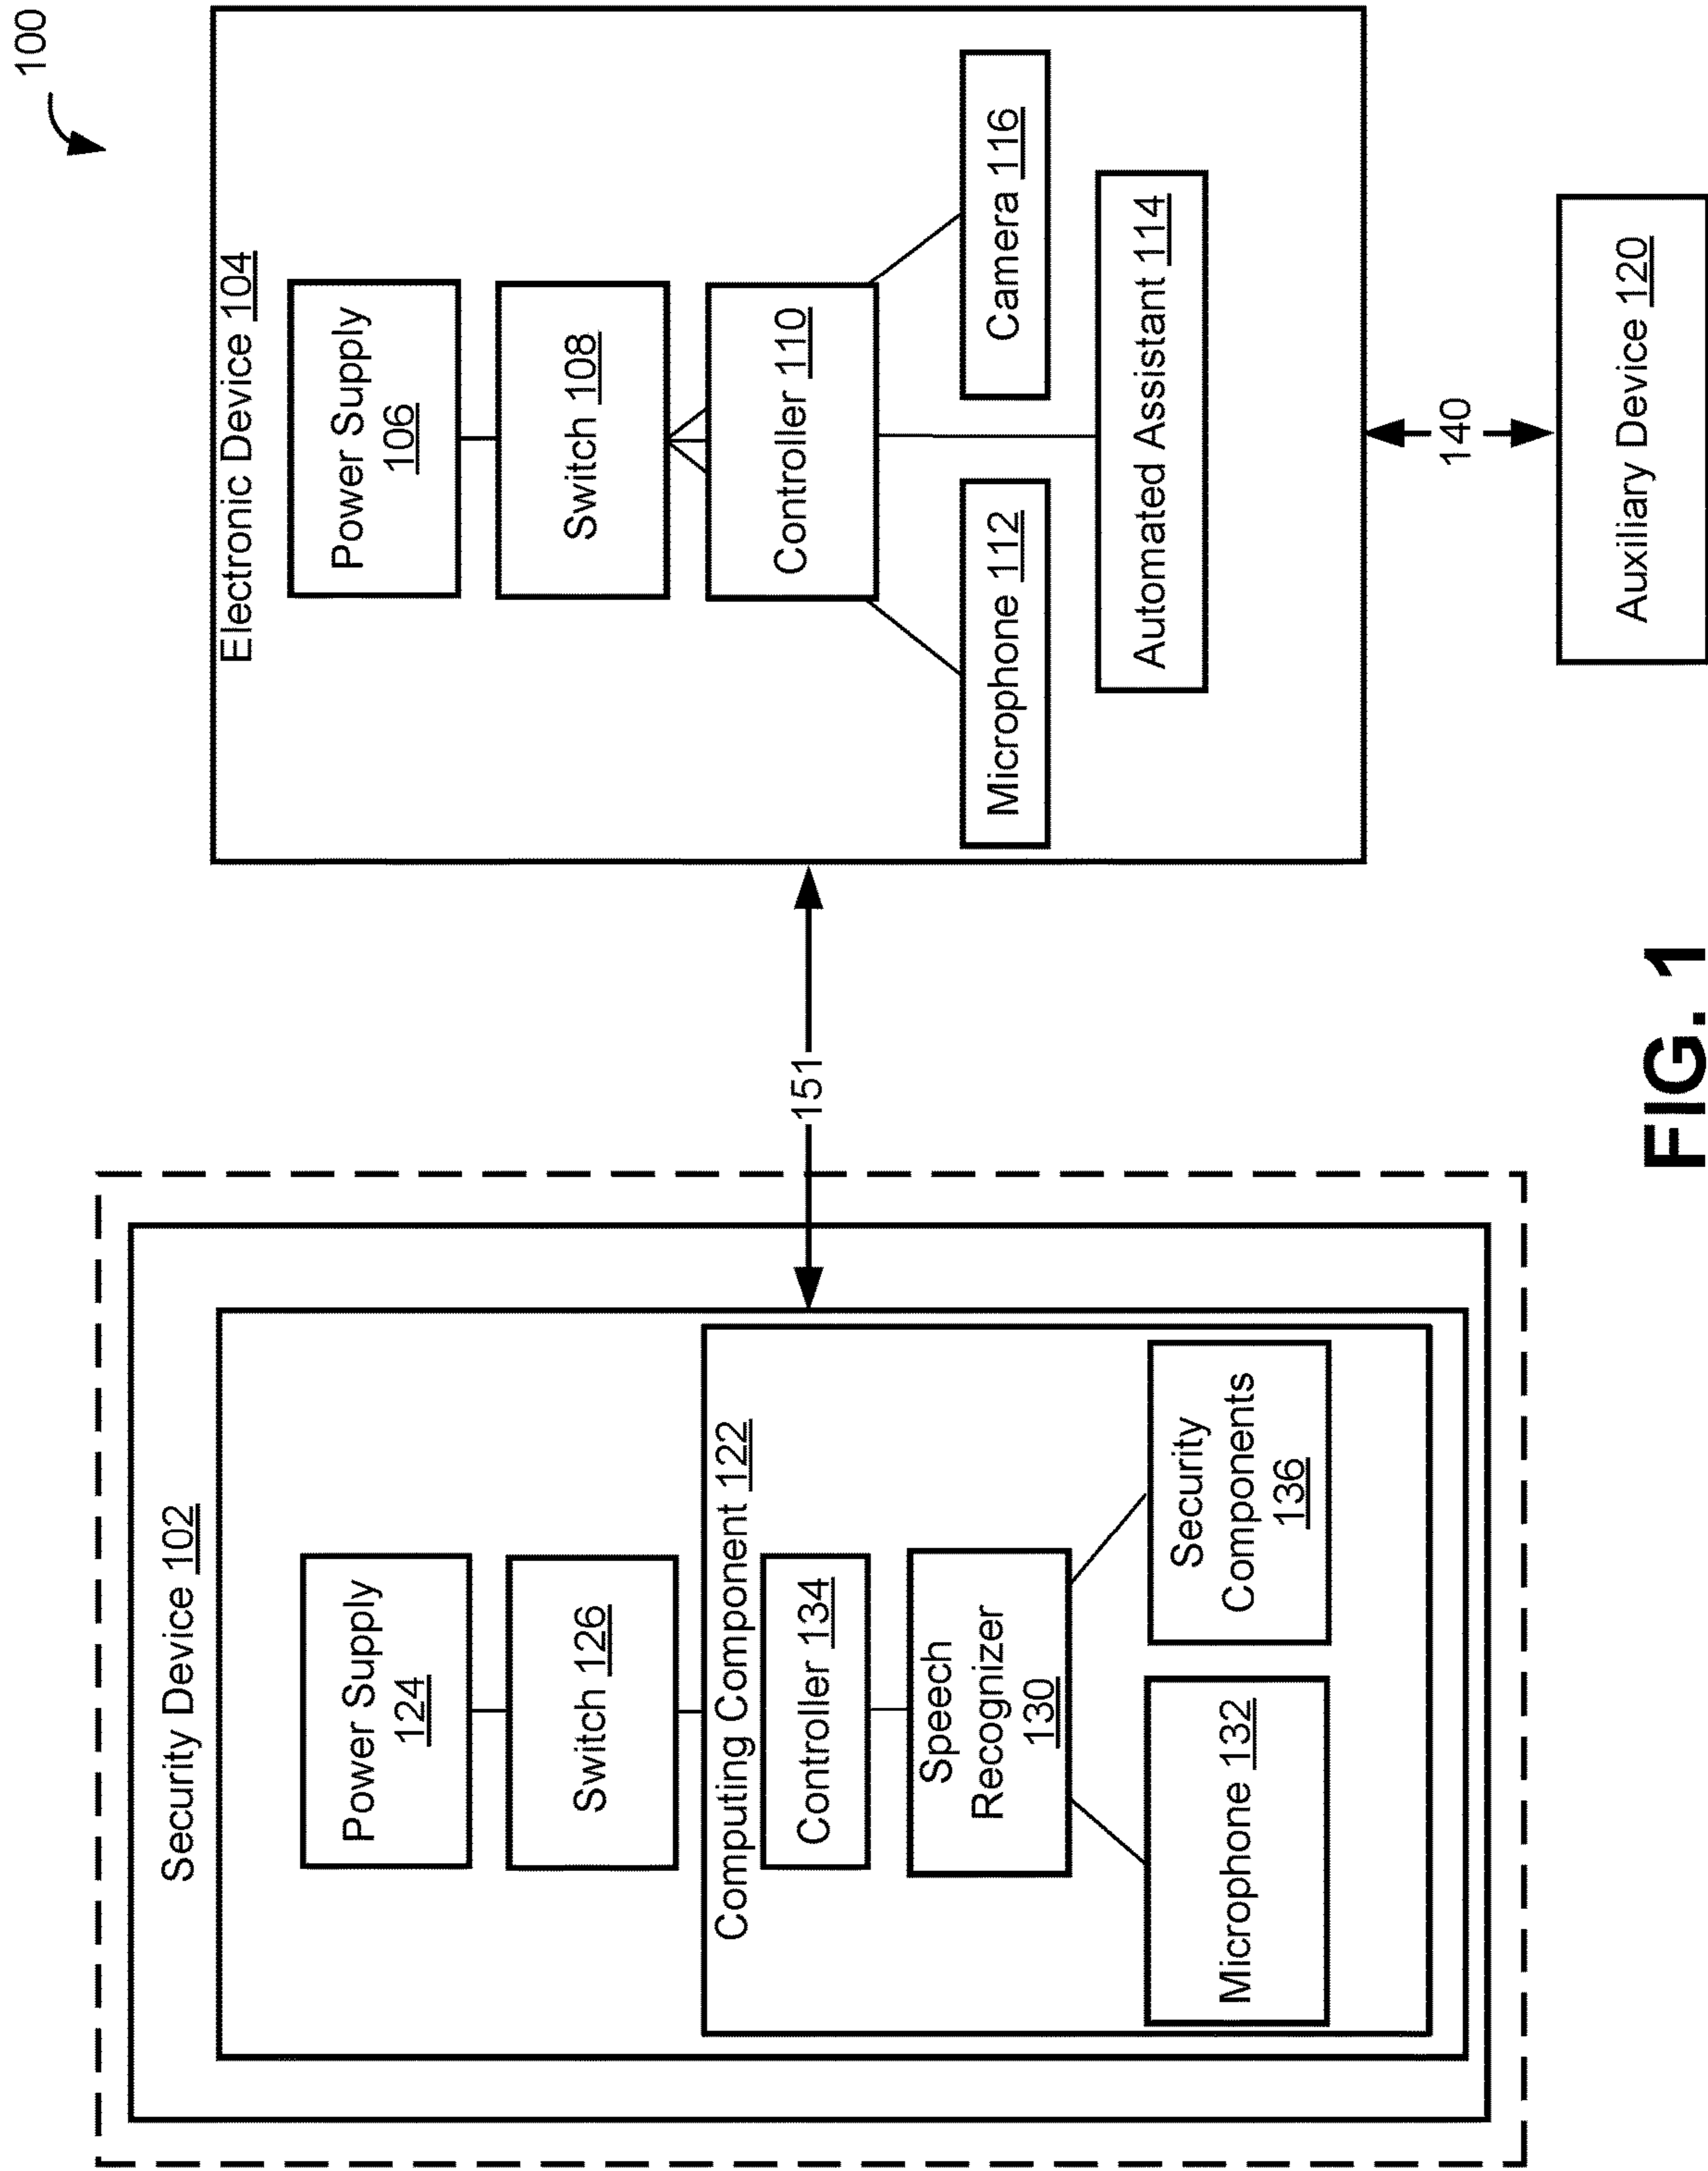 100
Security Device 102
Power Supply
124
Switch 126
Computing Component 122
Controller 134
Speech
Recognizer
130
Microphone 132
Security
Components
136
151
Electronic Device 104
Power Supply
106
Switch 108
Controller 110
Microphone 112
Camera 116
Automated Assistant 114
140
Auxiliary Device 120
FIG. 1